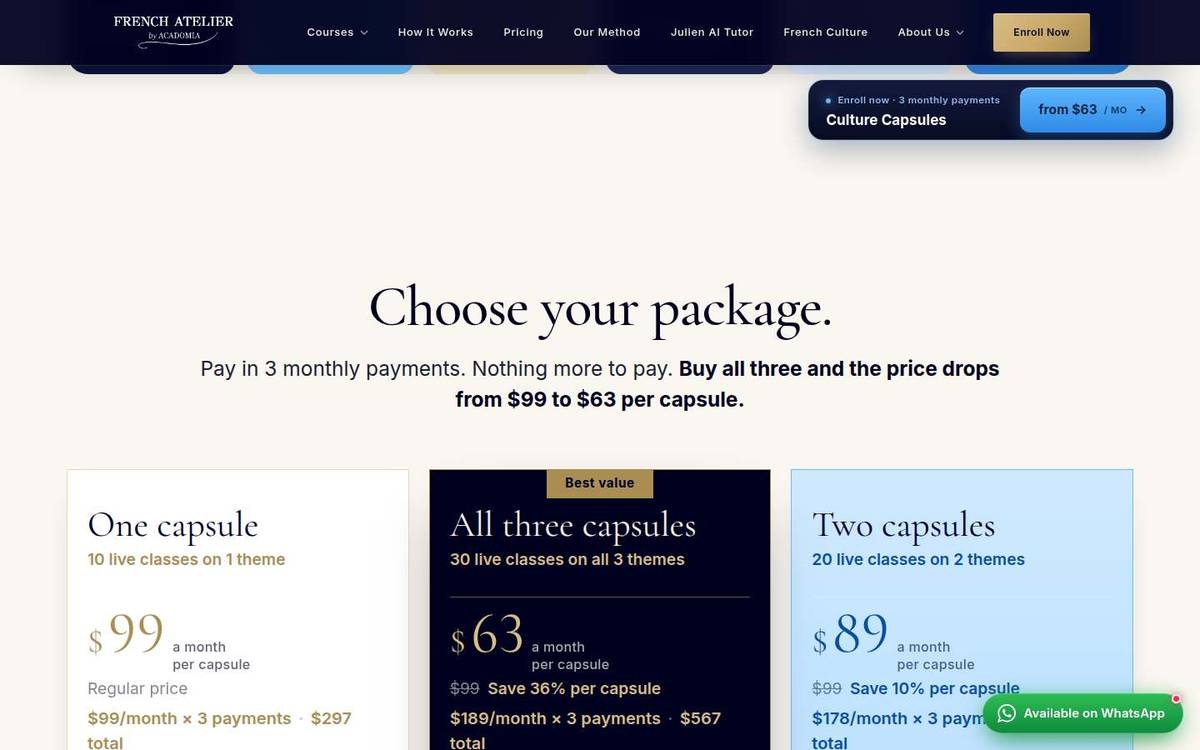 FRENCH ATELIER
by ACADOMIA
Courses
How It Works
Pricing
Our Method
Julien AI Tutor
French Culture
About Us
Enroll Now
Enroll now · 3 monthly payments
Culture Capsules
from $63 / MO →
Choose your package.
Pay in 3 monthly payments. Nothing more to pay. Buy all three and the price drops
from $99 to $63 per capsule.
One capsule
10 live classes on 1 theme
$99 a month
per capsule
Regular price
$99/month × 3 payments · $297
total
Best value
All three capsules
30 live classes on all 3 themes
$63 a month
per capsule
$99 Save 36% per capsule
$189/month × 3 payments · $567
total
Two capsules
20 live classes on 2 themes
$89 a month
per capsule
$99 Save 10% per capsule
$178/month × 3 paym
total
Available on WhatsApp